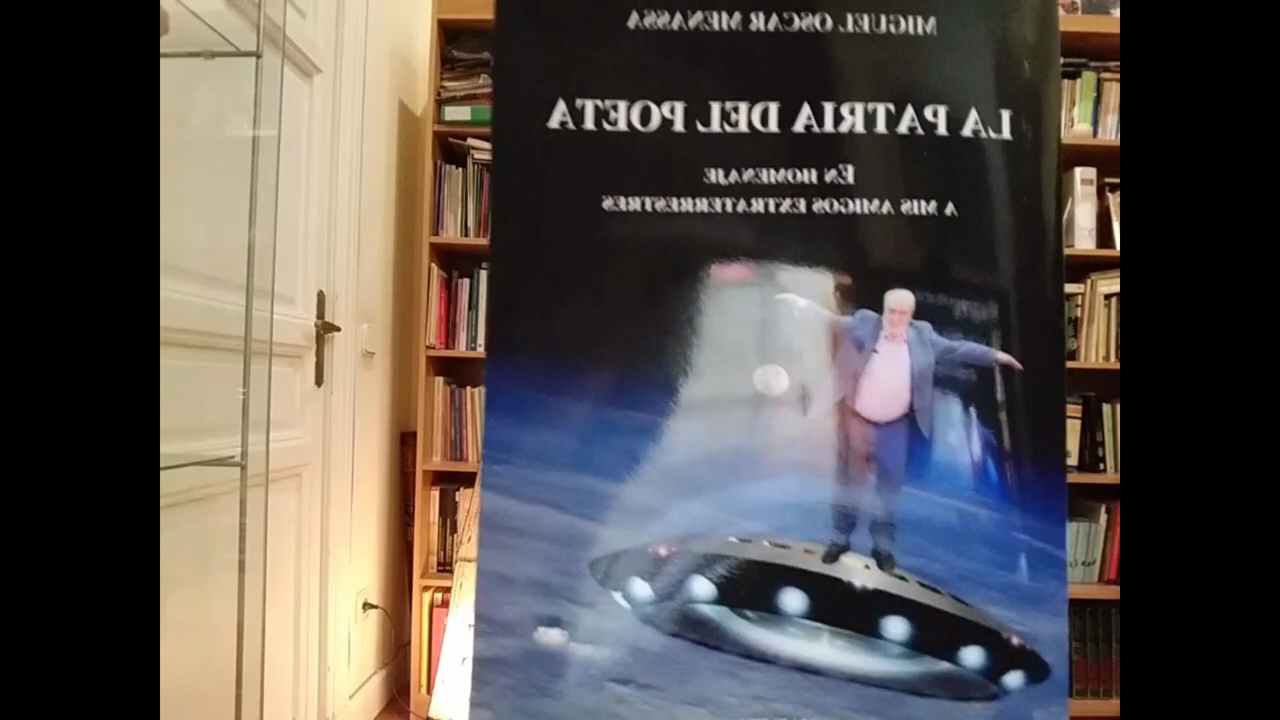 MIGUEL OSCAR MENASSA
LA PATRIA DEL POETA
EN HOMENAJE
A MIS AMIGOS EXTRATERRESTRES